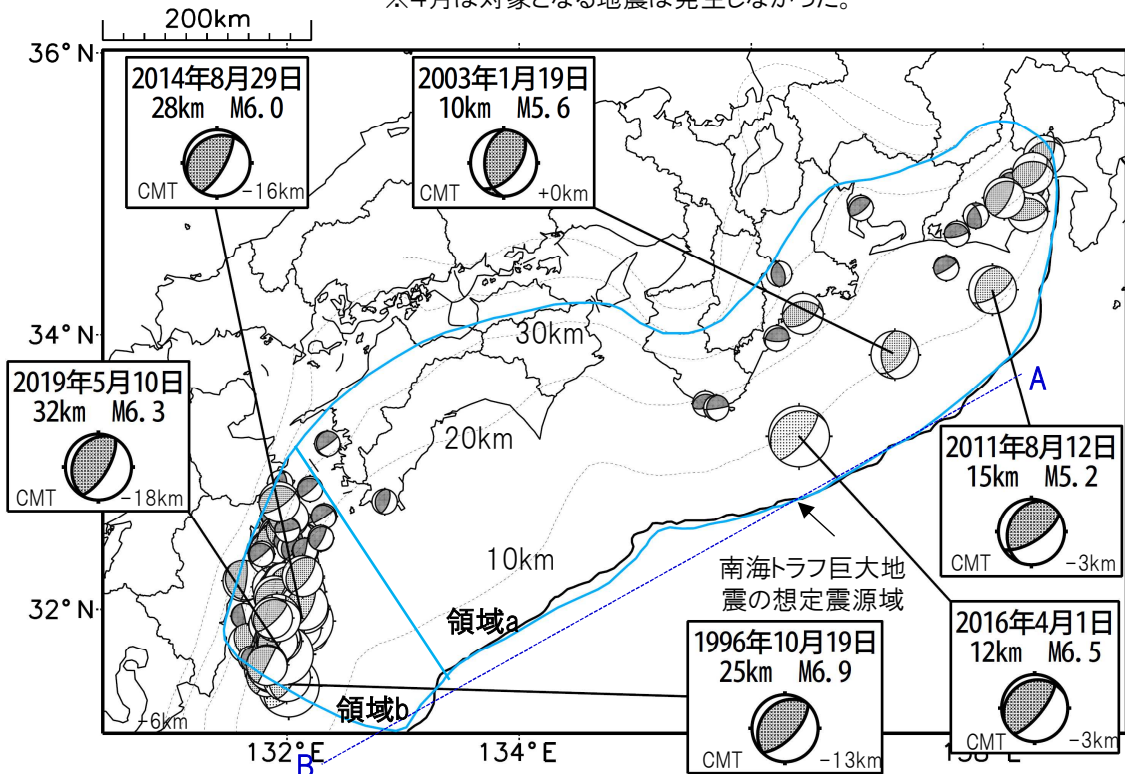 ※4月は対象となる地震は発生しなかった。
200km
36°N
2014年8月29日
28km M6.0
CMT
-16km
2003年1月19日
10km M5.6
CMT
+0km
34°N
30km
2019年5月10日
32km M6.3
CMT
-18km
20km
A
2011年8月12日
15km M5.2
CMT
-3km
10km
南海トラフ巨大地
震の想定震源域
32°N
領域a
1996年10月19日
25km M6.9
CMT
-13km
2016年4月1日
12km M6.5
CMT
-3km
領域b
-6km
132°E
134°E
B